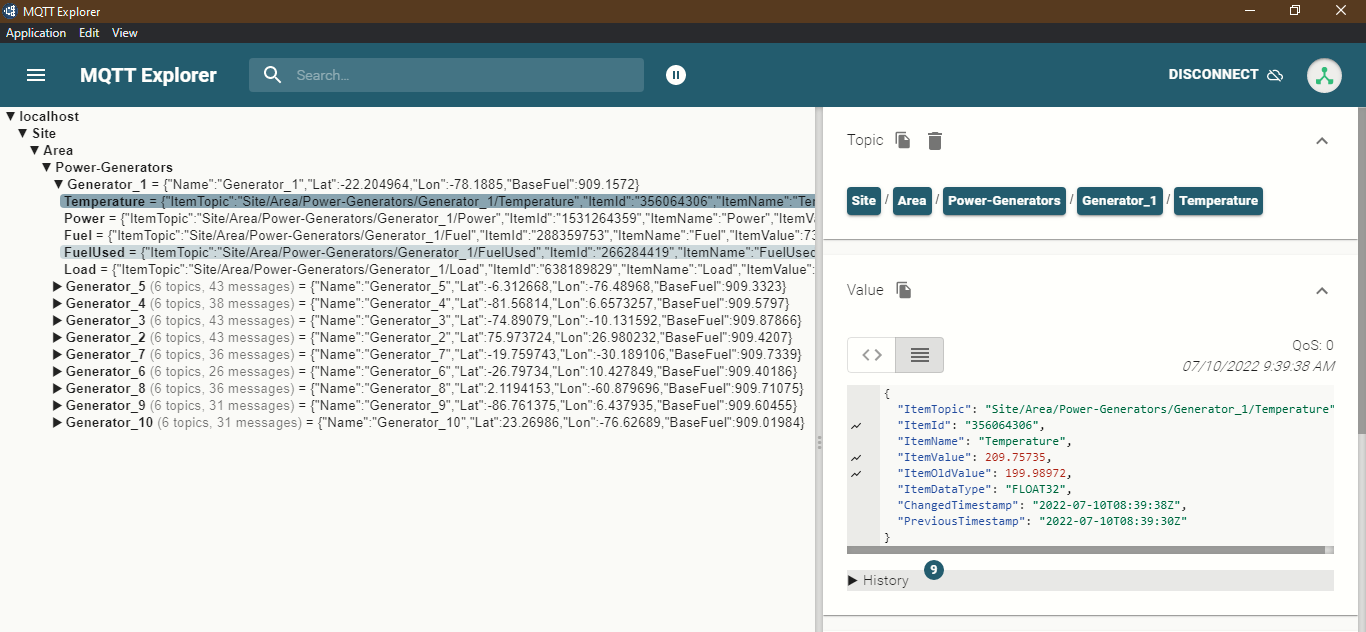 MQTT Explorer
Application Edit View
MQTT Explorer
Search...
DISCONNECT
▼ localhost
▼ Site
▼ Area
▼ Power-Generators
▼ Generator_1 = {"Name":"Generator_1","Lat":-22.204964,"Lon":-78.1885,"BaseFuel":909.1572}
Temperature = {"ItemTopic":"Site/Area/Power-Generators/Generator_1/Temperature","ItemId":"356064306","ItemName":"Ter
Power = {"ItemTopic":"Site/Area/Power-Generators/Generator_1/Power","ItemId":"1531264359","ItemName":"Power","ItemV
Fuel = {"ItemTopic":"Site/Area/Power-Generators/Generator_1/Fuel","ItemId":"288359753","ItemName":"Fuel","ItemValue":73
FuelUsed = {"ItemTopic":"Site/Area/Power-Generators/Generator_1/FuelUsed","ItemId":"266284419","ItemName":"FuelUsed
Load = {"ItemTopic":"Site/Area/Power-Generators/Generator_1/Load","ItemId":"638189829","ItemName":"Load","ItemValue":
▶ Generator_5 (6 topics, 43 messages) = {"Name":"Generator_5","Lat":-6.312668,"Lon":-76.48968,"BaseFuel":909.3323}
▶ Generator_4 (6 topics, 38 messages) = {"Name":"Generator_4","Lat":-81.56814,"Lon":6.6573257,"BaseFuel":909.5797}
▶ Generator_3 (6 topics, 43 messages) = {"Name":"Generator_3","Lat":-74.89079,"Lon":-10.131592,"BaseFuel":909.87866}
▶ Generator_2 (6 topics, 43 messages) = {"Name":"Generator_2","Lat":75.973724,"Lon":26.980232,"BaseFuel":909.4207}
▶ Generator_7 (6 topics, 36 messages) = {"Name":"Generator_7","Lat":-19.759743,"Lon":-30.189106,"BaseFuel":909.7339}
▶ Generator_6 (6 topics, 26 messages) = {"Name":"Generator_6","Lat":-26.79734,"Lon":10.427849,"BaseFuel":909.40186}
▶ Generator_8 (6 topics, 36 messages) = {"Name":"Generator_8","Lat":2.1194153,"Lon":-60.879696,"BaseFuel":909.71075}
▶ Generator_9 (6 topics, 31 messages) = {"Name":"Generator_9","Lat":-86.761375,"Lon":6.437935,"BaseFuel":909.60455}
▶ Generator_10 (6 topics, 31 messages) = {"Name":"Generator_10","Lat":23.26986,"Lon":-76.62689,"BaseFuel":909.01984}
Topic
Site / Area / Power-Generators / Generator_1 / Temperature
Value
QoS: 0
07/10/2022 9:39:38 AM
{
"ItemTopic": "Site/Area/Power-Generators/Generator_1/Temperature"
"ItemId": "356064306",
"ItemName": "Temperature",
"ItemValue": 209.75735,
"ItemOldValue": 199.98972,
"ItemDataType": "FLOAT32",
"ChangedTimestamp": "2022-07-10T08:39:38Z",
"PreviousTimestamp": "2022-07-10T08:39:30Z"
}
▶ History 9